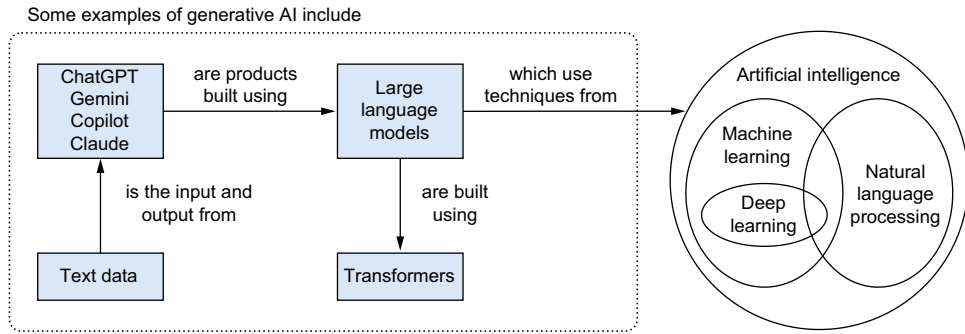 Some examples of generative AI include
ChatGPT
Gemini
Copilot
Claude
are products
built using
Large
language
models
which use
techniques from
is the input and
output from
are built
using
Text data
Transformers
Artificial intelligence
Machine
learning
Deep
learning
Natural
language
processing